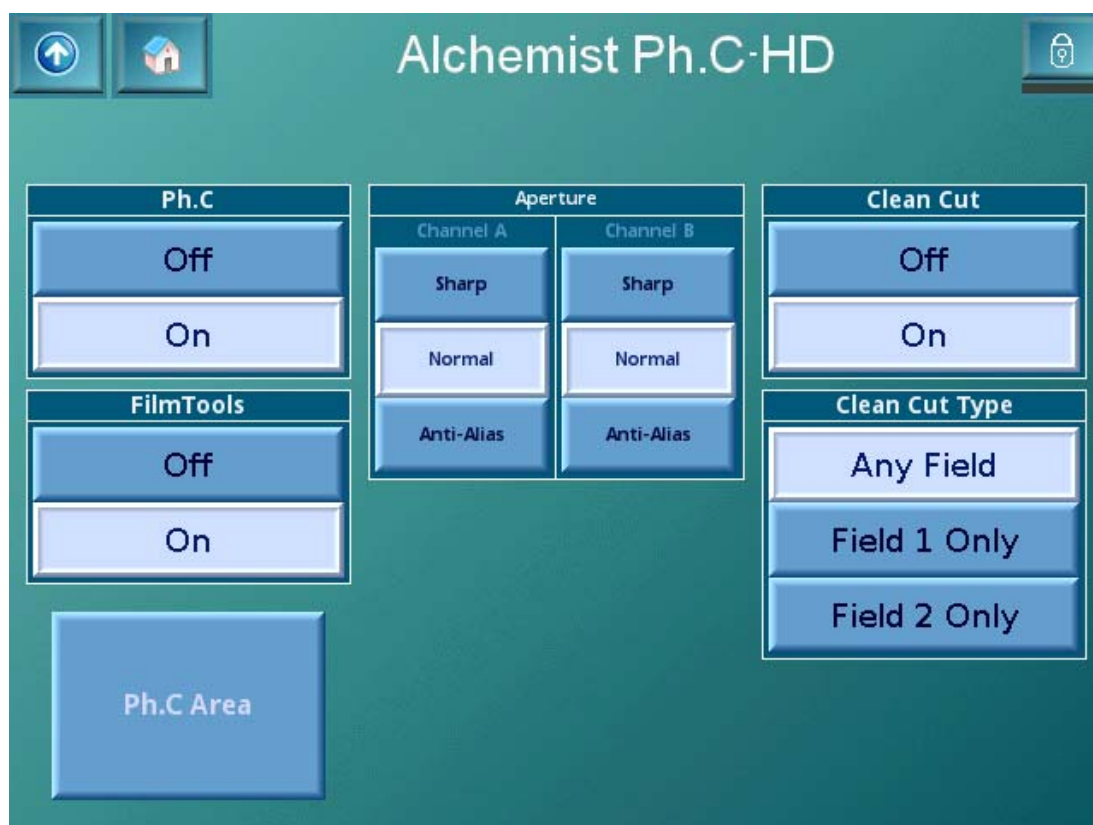 Alchemist Ph.C-HD
Ph.C
Off
On
FilmTools
Off
On
Ph.C Area
Aperture
Channel A
Sharp
Normal
Anti-Alias
Channel B
Sharp
Normal
Anti-Alias
Clean Cut
Off
On
Clean Cut Type
Any Field
Field 1 Only
Field 2 Only